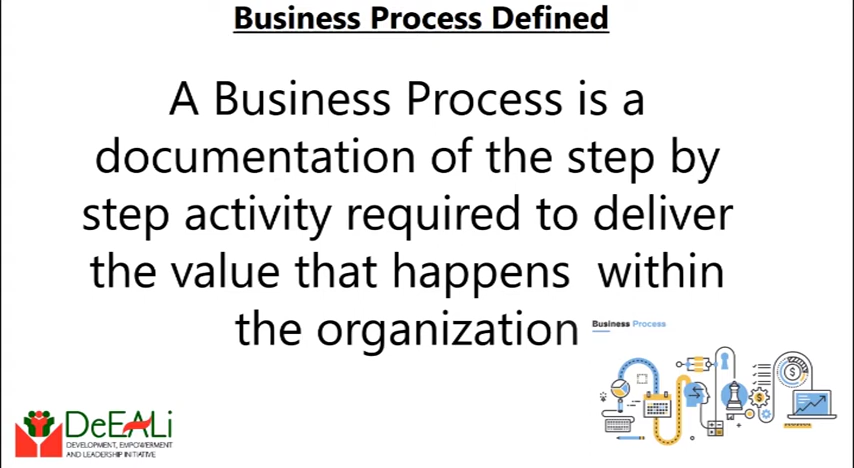 Business Process Defined
A Business Process is a
documentation of the step by
step activity required to deliver
the value that happens within
the organization
Business Process
DeEALi
DEVELOPMENT, EMPOWERMENT
AND LEADERSHIP INITIATIVE